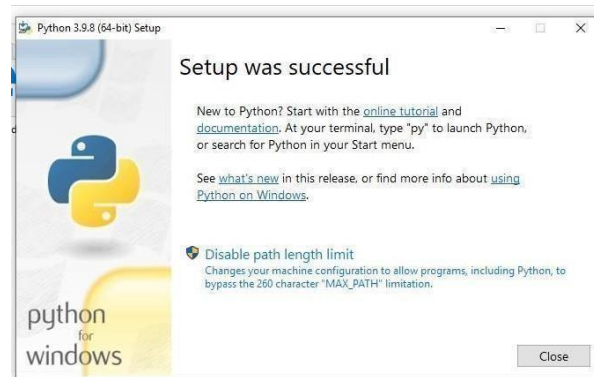 Python 3.9.8 (64-bit) Setup
Setup was successful
New to Python? Start with the online tutorial and
documentation. At your terminal, type "py" to launch Python,
or search for Python in your Start menu.
See what's new in this release, or find more info about using
Python on Windows.
Disable path length limit
Changes your machine configuration to allow programs, including Python, to
bypass the 260 character "MAX_PATH" limitation.
python
for
windows
Close